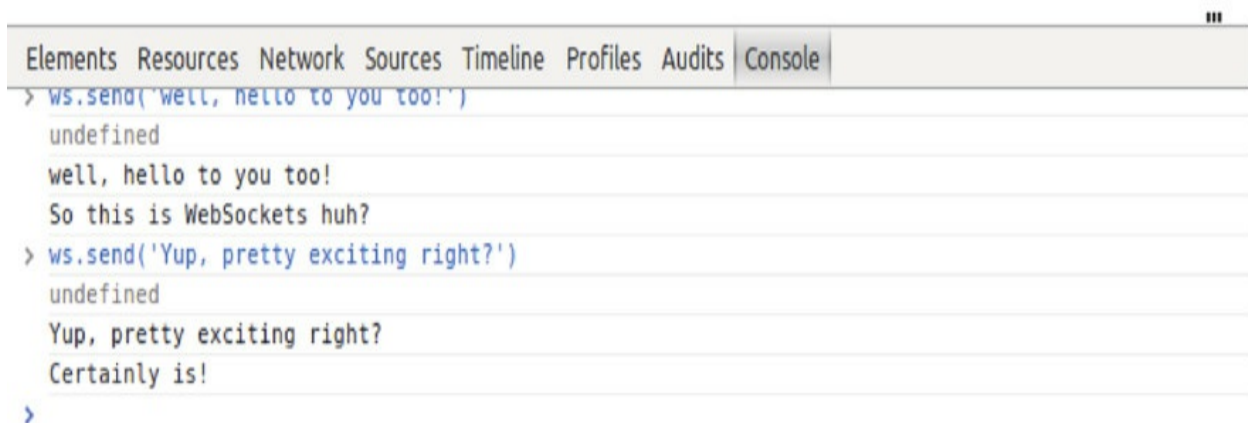 Elements Resources Network Sources Timeline Profiles Audits Console
> ws.send('well, hello to you too!')
undefined
well, hello to you too!
So this is WebSockets huh?
> ws.send('Yup, pretty exciting right?')
undefined
Yup, pretty exciting right?
Certainly is!
>